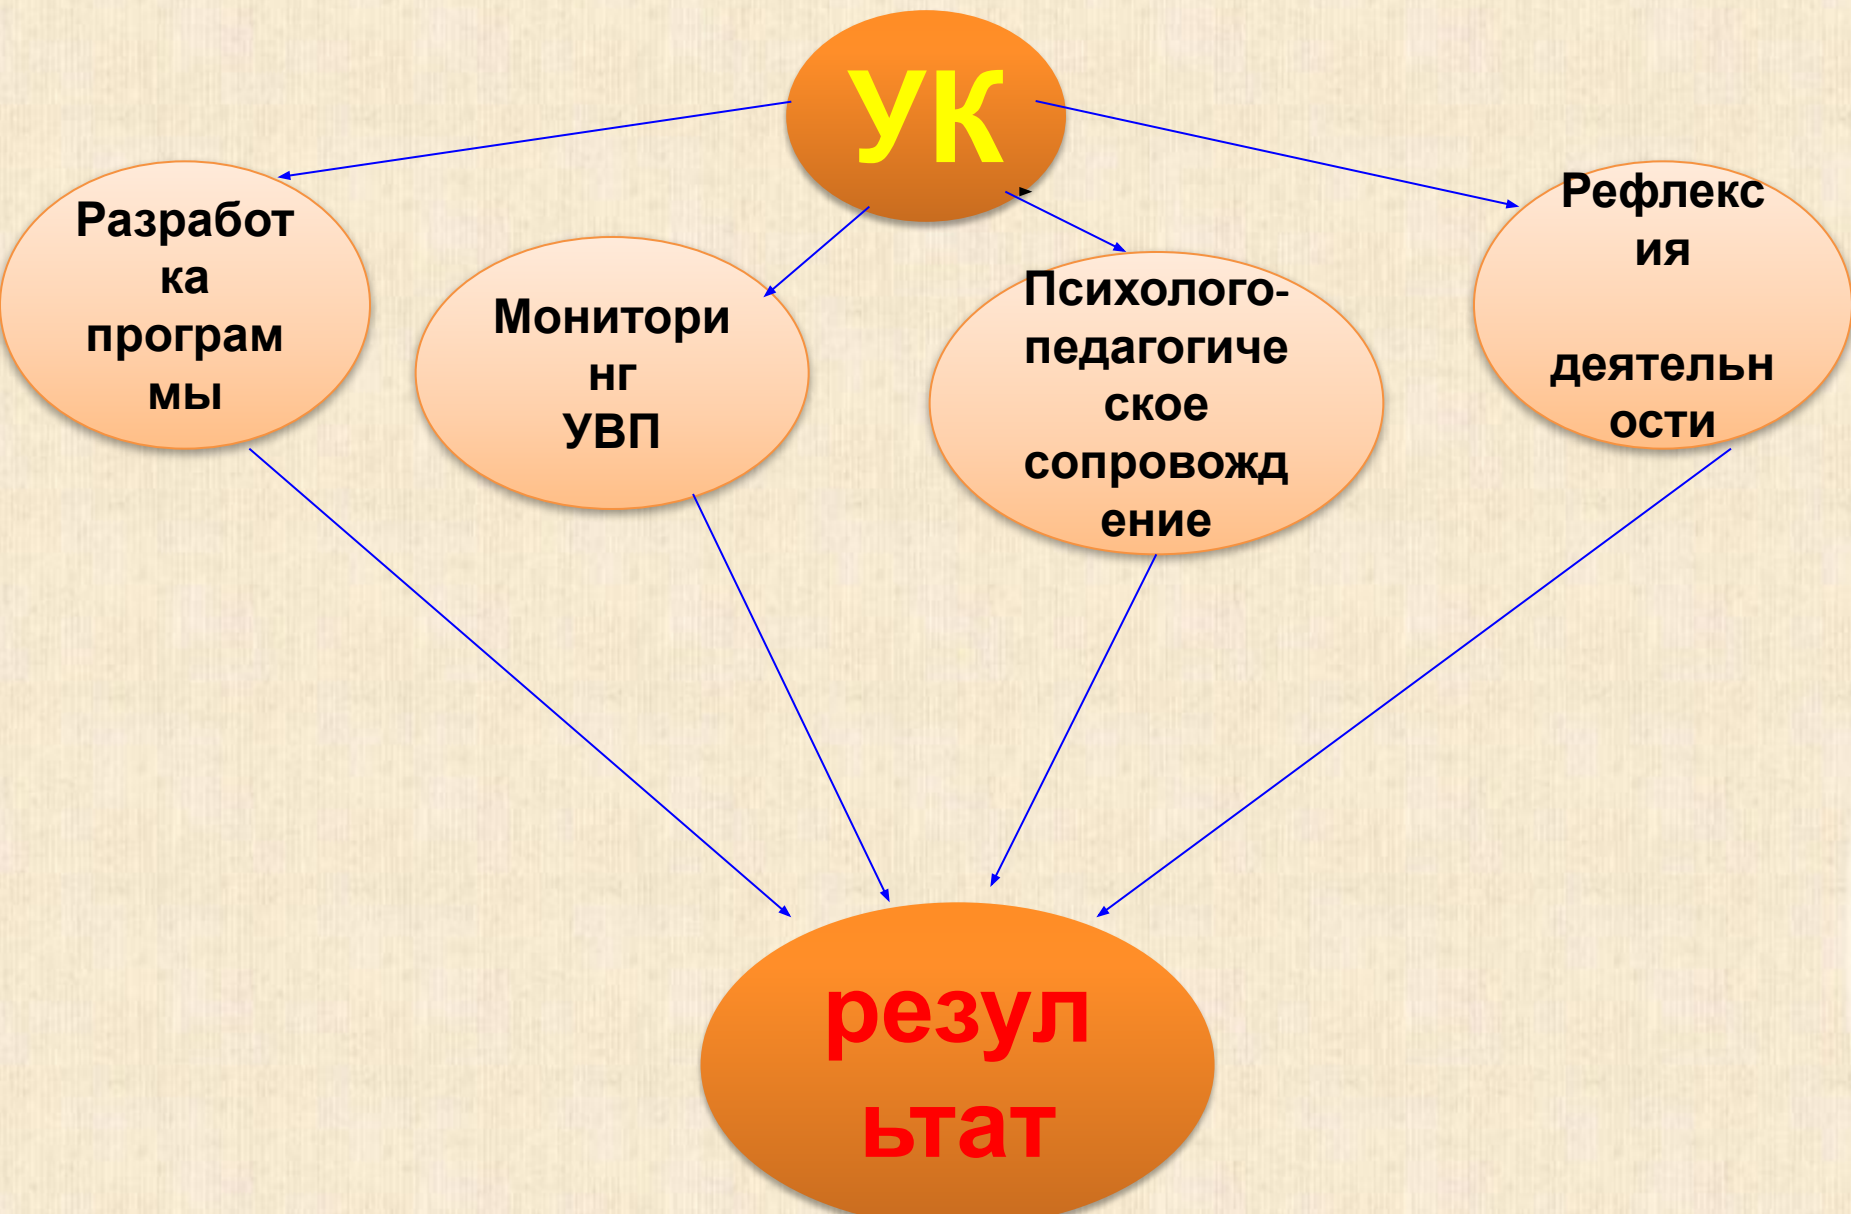 УК
Разработ
ка
програм
мы
Монитори
нг
УВП
Психолого-
педагогиче
ское
сопровожд
ение
Рефлекс
ия
деятельн
ости
резул
ьтат